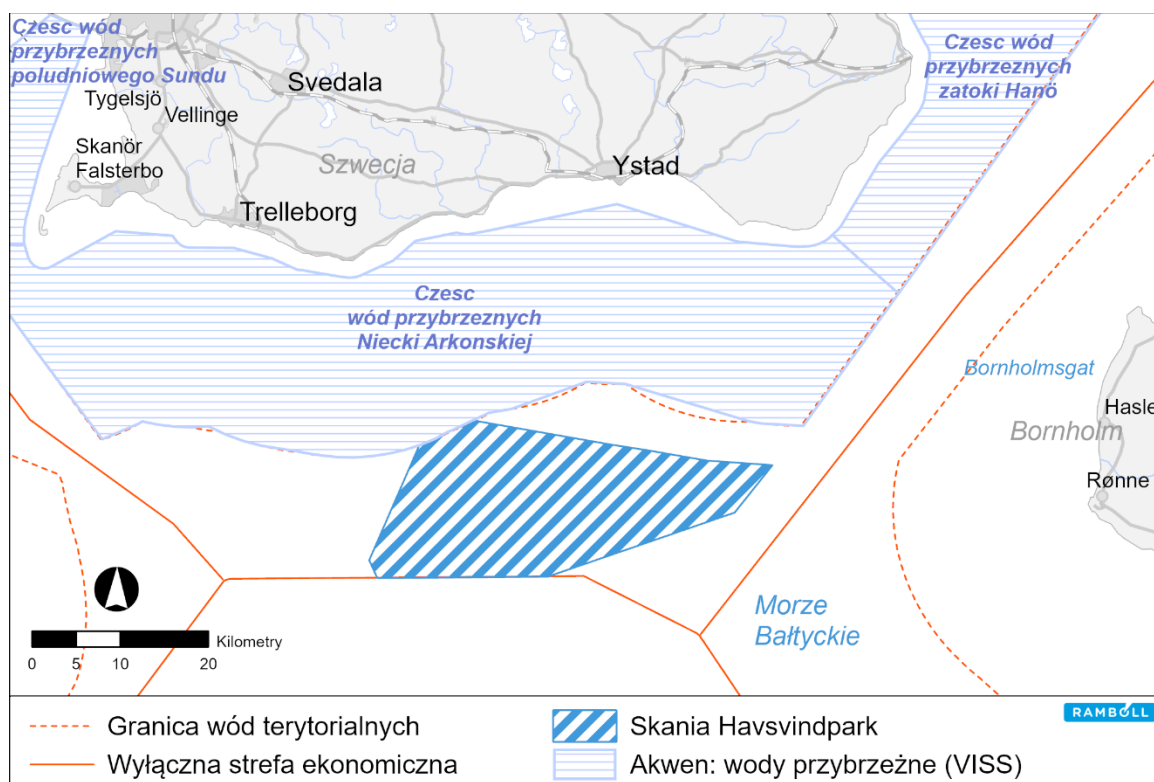 Czesc wód
przybrzeznych
południowego Sundu
Tygelsjö
Vellinge
Svedala
Skanör
Falsterbo
Szwecja
Ystad
Trelleborg
Czesc wód
przybrzeznych
zatoki Hanö
Czesc
wód przybrzeznych
Niecki Arkonskiej
Bornholmsgat
Hasle
Bornholm
Rønne
Morze
Bałtyckie
Kilometry
0 5 10 20
Granica wód terytorialnych
Wyłączna strefa ekonomiczna
Skania Havsvindpark
Akwen: wody przybrzeżne (VISS)
RAMBOLL